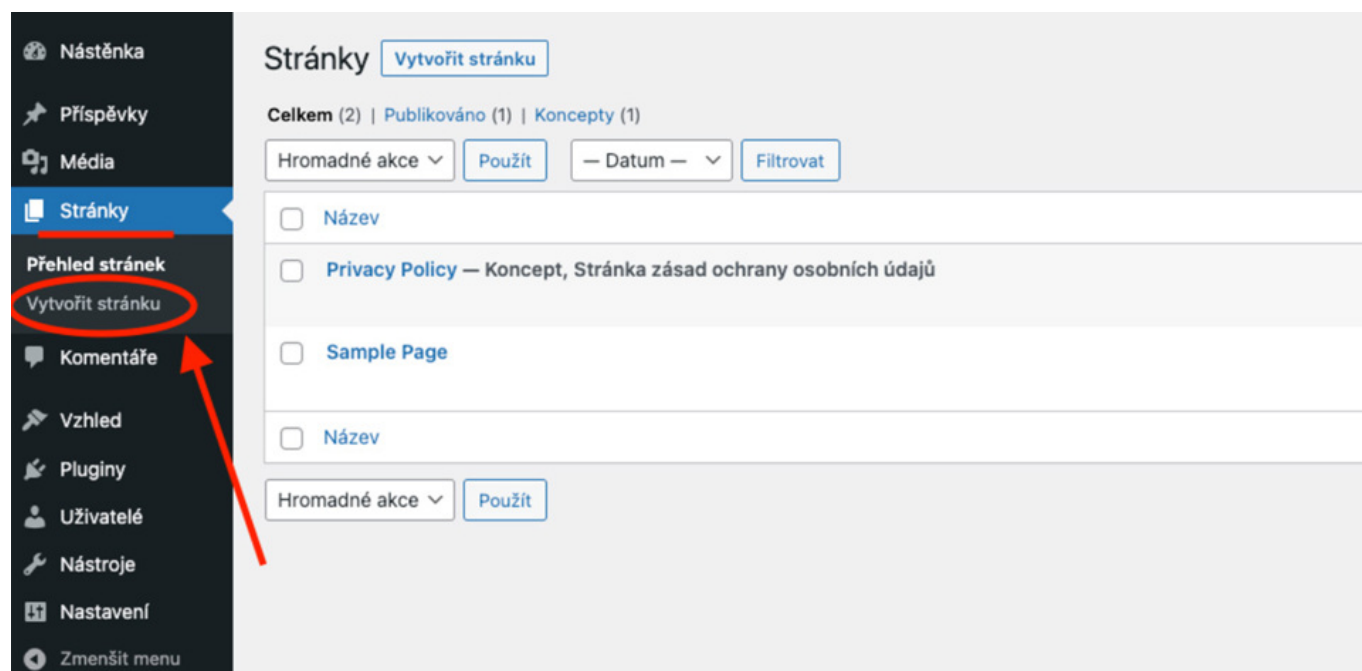 Nástěnka
Příspěvky
Média
Stránky
Přehled stránek
Vytvořit stránku
Komentáře
Vzhled
Pluginy
Uživatelé
Nástroje
Nastavení
Zmenšit menu
Stránky Vytvořit stránku
Celkem (2) | Publikováno (1) | Koncepty (1)
Hromadné akce Použít — Datum — Filtrovat
Název
Privacy Policy — Koncept, Stránka zásad ochrany osobních údajů
Sample Page
Název
Hromadné akce Použít